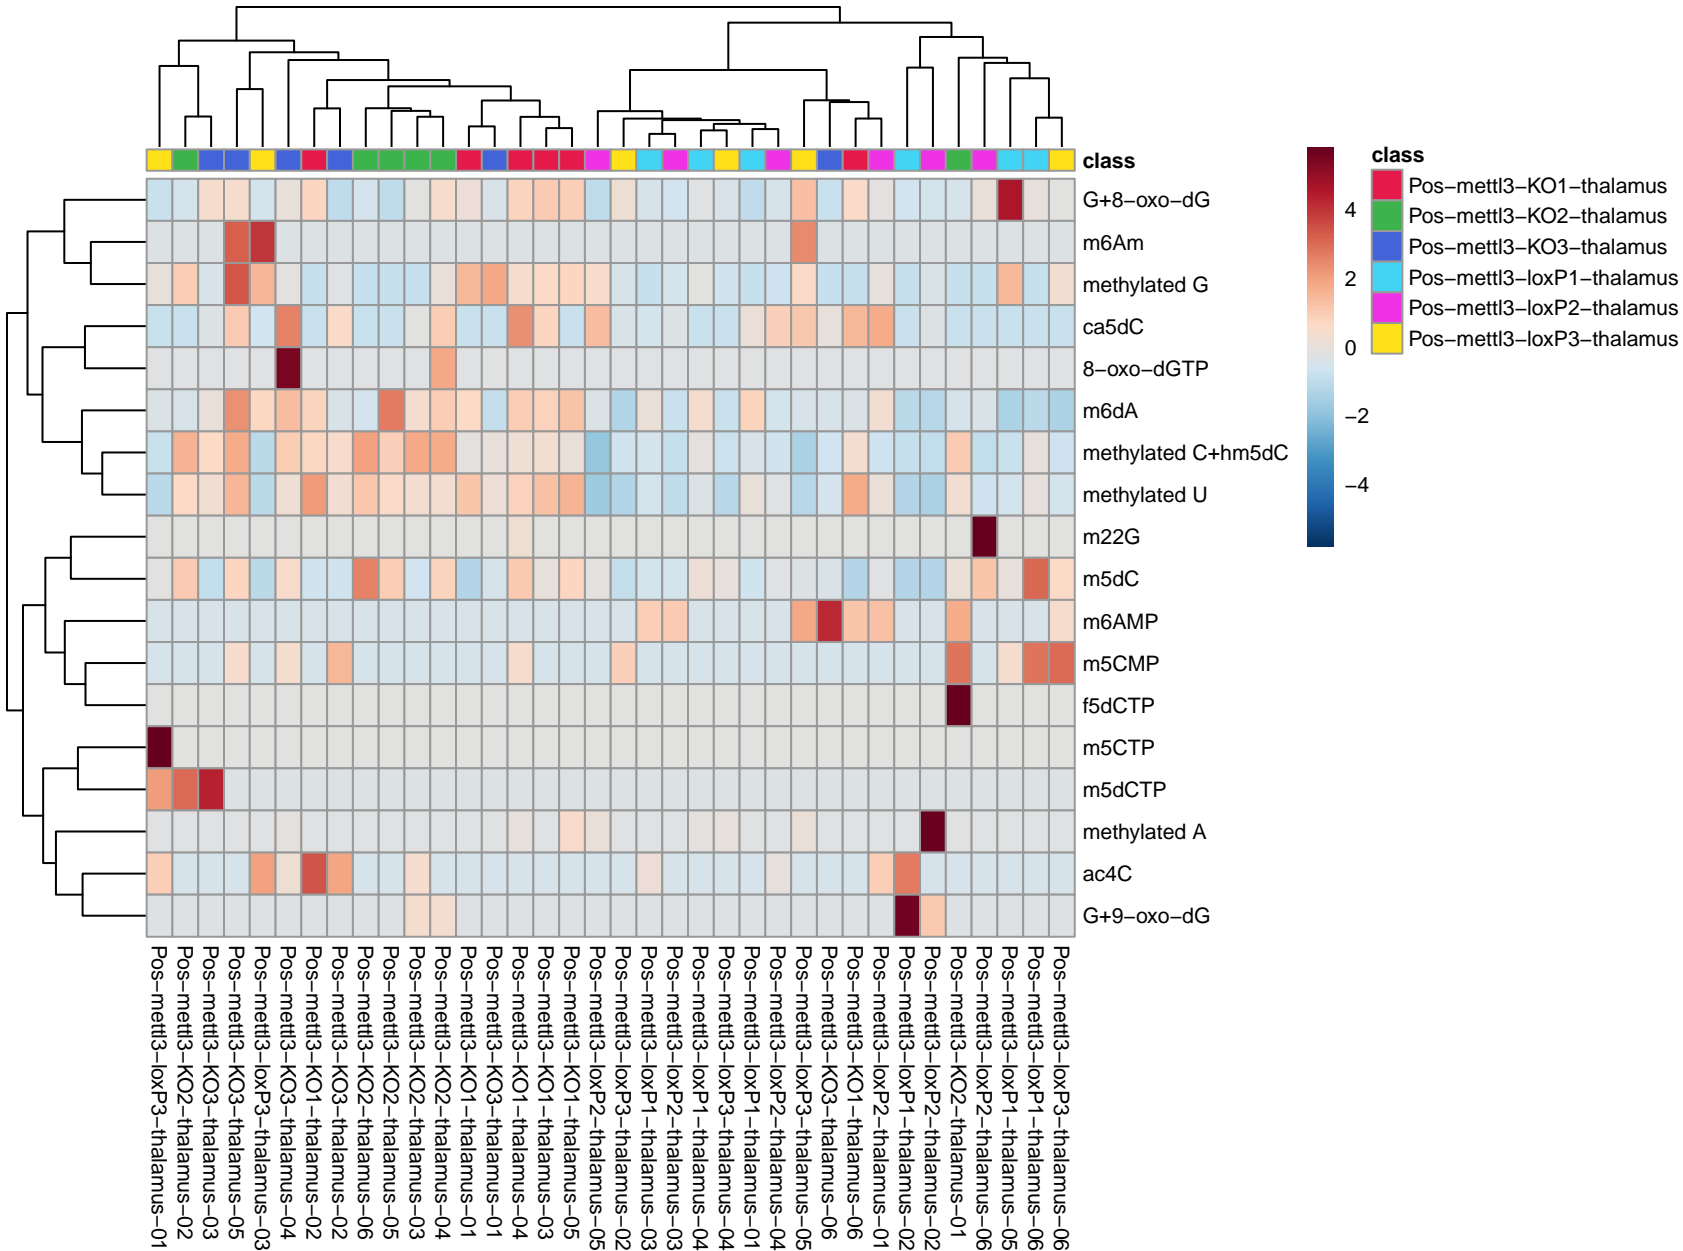 class
G+8−oxo−dG
m6Am
methylated G
ca5dC
8−oxo−dGTP
m6dA
methylated C+hm5dC
methylated U
m22G
m5dC
m6AMP
m5CMP
f5dCTP
m5CTP
m5dCTP
methylated A
ac4C
G+9−oxo−dG
4
2
0
−2
−4
class
Pos−mettl3−KO1−thalamus
Pos−mettl3−KO2−thalamus
Pos−mettl3−KO3−thalamus
Pos−mettl3−loxP1−thalamus
Pos−mettl3−loxP2−thalamus
Pos−mettl3−loxP3−thalamus
Pos−mettl3−loxP3−thalamus−01
Pos−mettl3−KO2−thalamus−02
Pos−mettl3−KO3−thalamus−03
Pos−mettl3−KO3−thalamus−05
Pos−mettl3−loxP3−thalamus−03
Pos−mettl3−KO3−thalamus−04
Pos−mettl3−KO1−thalamus−02
Pos−mettl3−KO3−thalamus−02
Pos−mettl3−KO2−thalamus−06
Pos−mettl3−KO2−thalamus−05
Pos−mettl3−KO2−thalamus−03
Pos−mettl3−KO2−thalamus−04
Pos−mettl3−KO1−thalamus−01
Pos−mettl3−KO3−thalamus−01
Pos−mettl3−KO1−thalamus−04
Pos−mettl3−KO1−thalamus−03
Pos−mettl3−KO1−thalamus−05
Pos−mettl3−loxP2−thalamus−05
Pos−mettl3−loxP3−thalamus−02
Pos−mettl3−loxP1−thalamus−03
Pos−mettl3−loxP2−thalamus−03
Pos−mettl3−loxP1−thalamus−04
Pos−mettl3−loxP3−thalamus−04
Pos−mettl3−loxP1−thalamus−01
Pos−mettl3−loxP2−thalamus−04
Pos−mettl3−loxP3−thalamus−05
Pos−mettl3−KO3−thalamus−06
Pos−mettl3−KO1−thalamus−06
Pos−mettl3−loxP2−thalamus−01
Pos−mettl3−loxP1−thalamus−02
Pos−mettl3−loxP2−thalamus−02
Pos−mettl3−KO2−thalamus−01
Pos−mettl3−loxP2−thalamus−06
Pos−mettl3−loxP1−thalamus−05
Pos−mettl3−loxP1−thalamus−06
Pos−mettl3−loxP3−thalamus−06